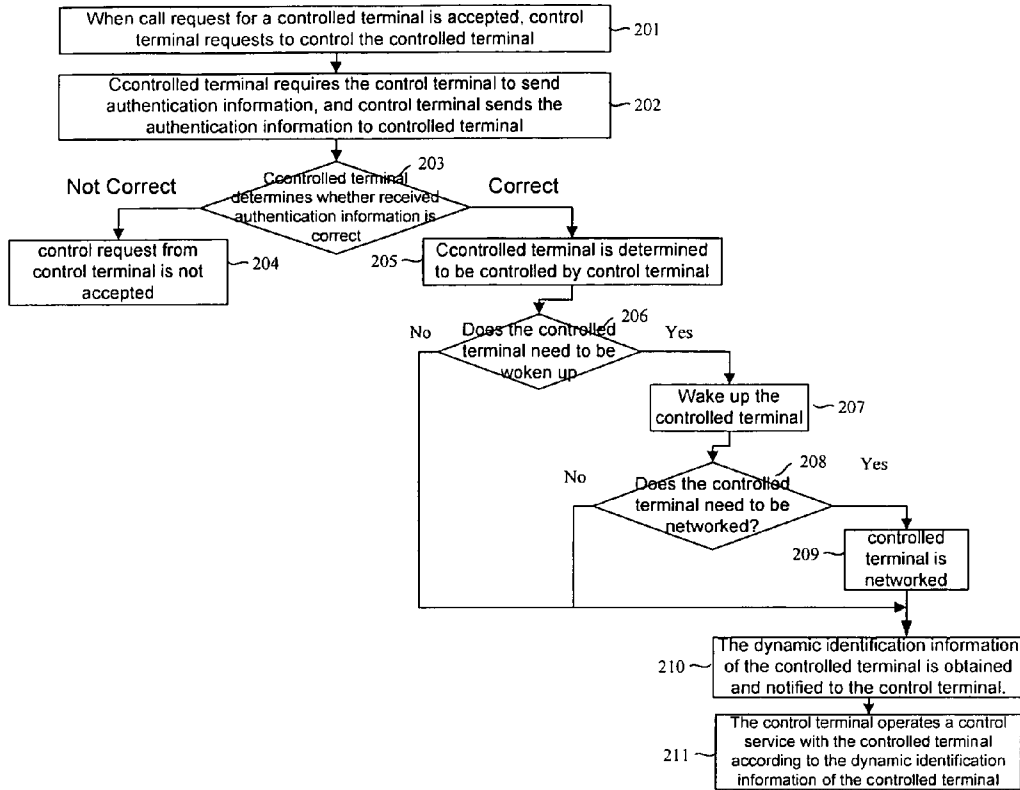 When call request for a controlled terminal is accepted, control
terminal requests to control the controlled terminal
201
Ccontrolled terminal requires the control terminal to send
authentication information, and control terminal sends the
authentication information to controlled terminal
202
203
Ccontrolled terminal
determines whether received
authentication information is
correct
Not Correct
Correct
control request from
control terminal is not
accepted
204
205
Ccontrolled terminal is determined
to be controlled by control terminal
206
No
Does the controlled
terminal need to be
woken up
Yes
Wake up the
controlled terminal
207
208
No
Does the controlled
terminal need to be
networked?
Yes
209
controlled
terminal is
networked
210
The dynamic identification information
of the controlled terminal is obtained
and notified to the control terminal.
211
The control terminal operates a control
service with the controlled terminal
according to the dynamic identification
information of the controlled terminal